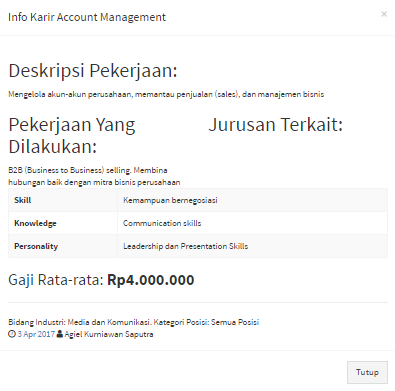 Info Karir Account Management
×
Deskripsi Pekerjaan:
Mengelola akun-akun perusahaan, memantau penjualan (sales), dan manajemen bisnis
Pekerjaan Yang
Dilakukan:
B2B (Business to Business) selling. Membina
hubungan baik dengan mitra bisnis perusahaan
Jurusan Terkait:
Skill Kemampuan bernegosiasi
Knowledge Communication skills
Personality Leadership dan Presentation Skills
Gaji Rata-rata: Rp4.000.000
Bidang Industri: Media dan Komunikasi. Kategori Posisi: Semua Posisi
3 Apr 2017 Agiel Kurniawan Saputra
Tutup